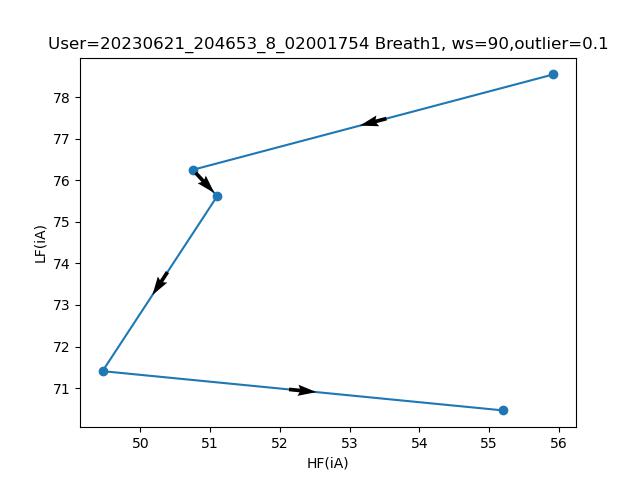 User=20230621_204653_8_02001754 Breath1, ws=90,outlier=0.1
78
77
76
75
74
73
72
71
LF(iA)
50 51 52 53 54 55 56
HF(iA)